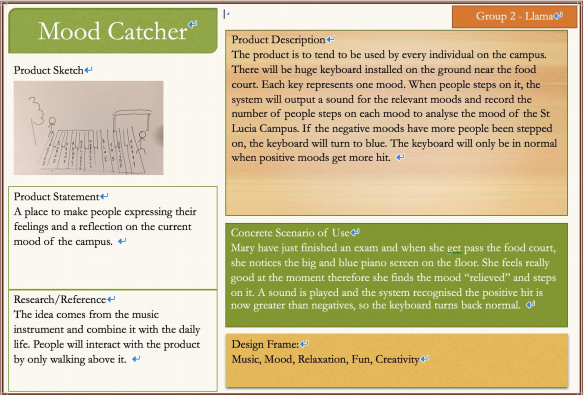 Mood Catcher
Group 2 - Llama
Product Sketch
Product Statement
A place to make people expressing their
feelings and a reflection on the current
mood of the campus.
Research/Reference
The idea comes from the music
instrument and combine it with the daily
life. People will interact with the product
by only walking above it.
Product Description
The product is to tend to be used by every individual on the campus.
There will be huge keyboard installed on the ground near the food
court. Each key represents one mood. When people steps on it, the
system will output a sound for the relevant moods and record the
number of people steps on each mood to analyse the mood of the St
Lucia Campus. If the negative moods have more people been stepped
on, the keyboard will turn to blue. The keyboard will only be in normal
when positive moods get more hit.
Concrete Scenario of Use
Mary have just finished an exam and when she get pass the food court,
she notices the big and blue piano screen on the floor. She feels really
good at the moment therefore she finds the mood “relieved” and steps
on it. A sound is played and the system recognised the positive hit is
now greater than negatives, so the keyboard turns back normal.
Design Frame:
Music, Mood, Relaxation, Fun, Creativity